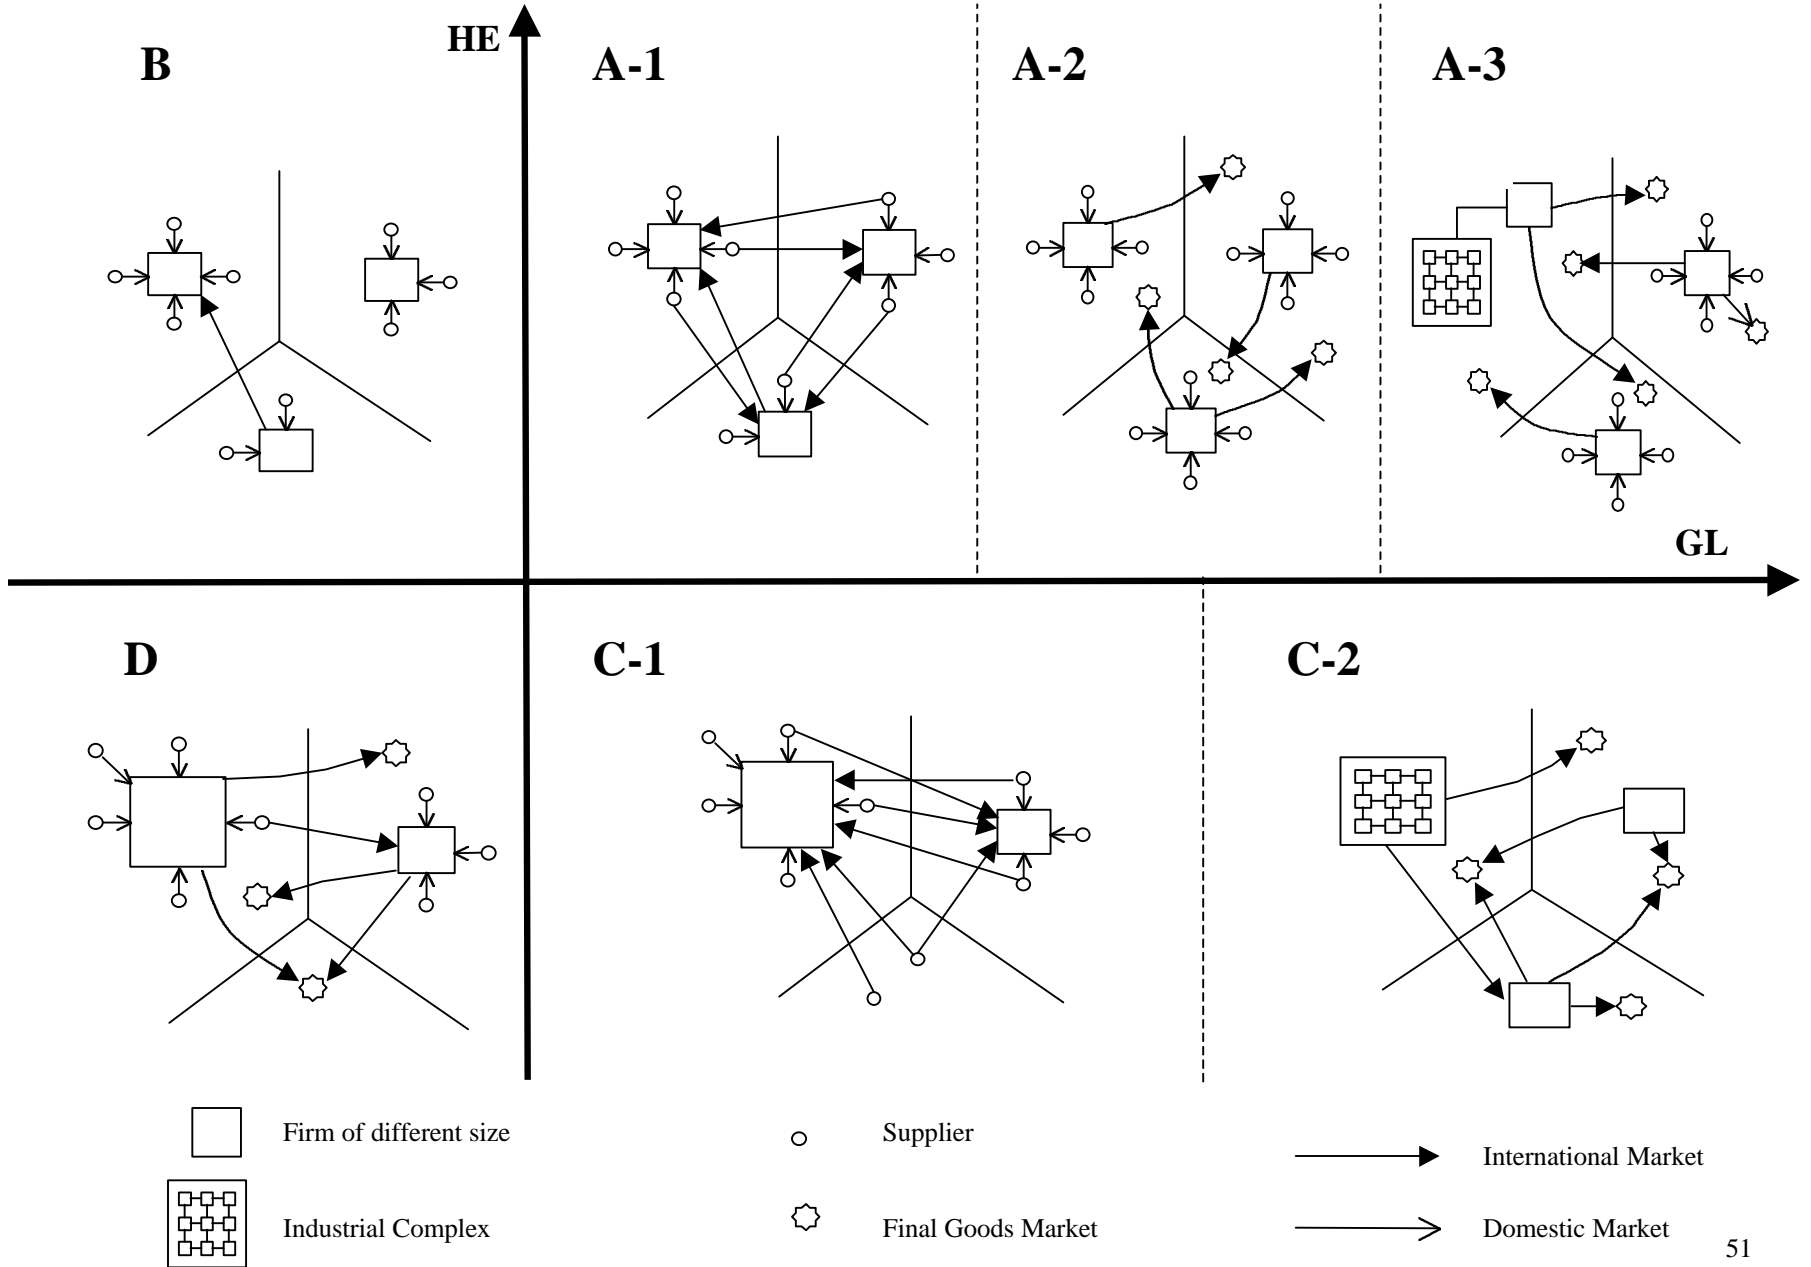 HE
B
A-1
A-2
A-3
GL
D
C-1
C-2
Firm of different size
Supplier
International Market
Industrial Complex
Final Goods Market
Domestic Market
51